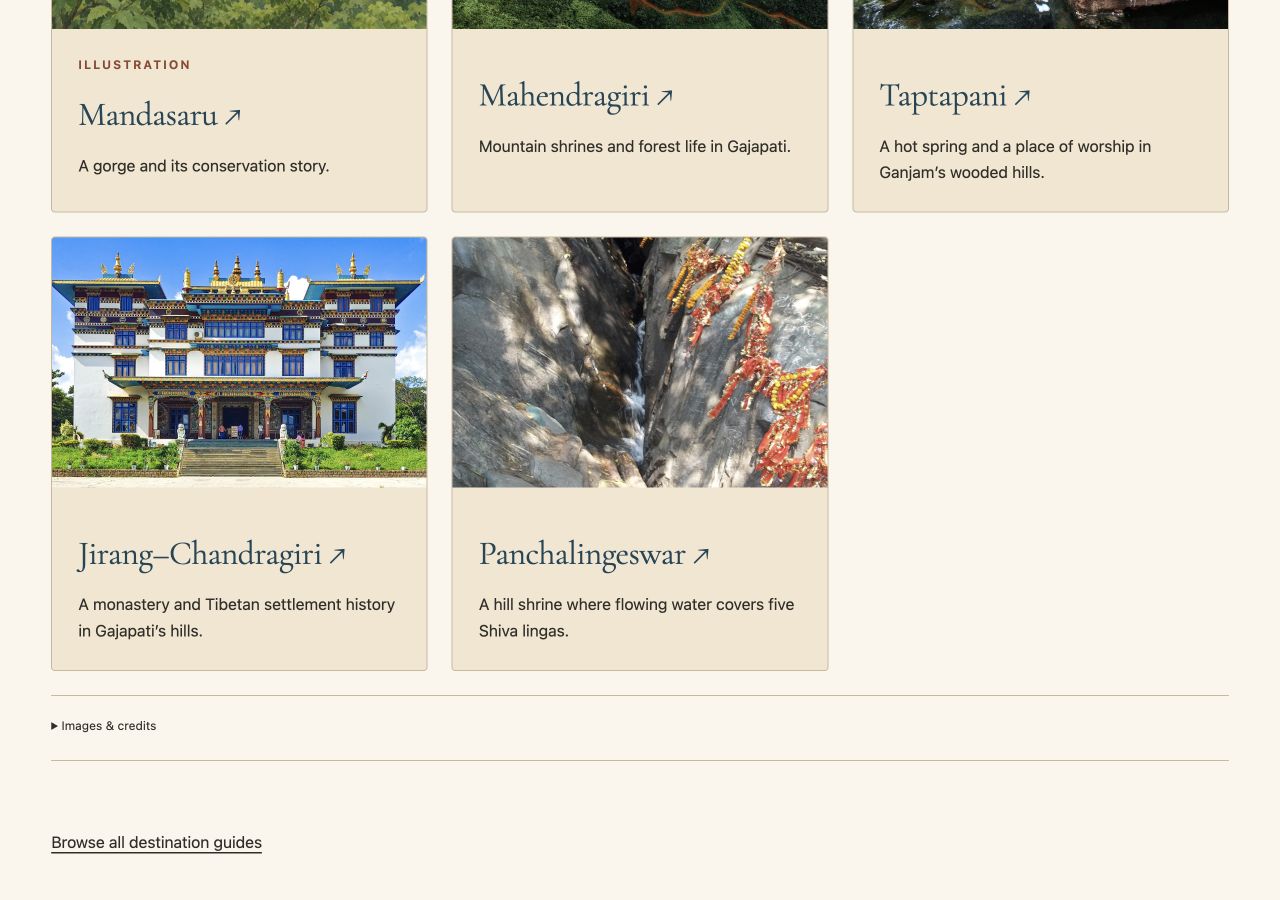 ILLUSTRATION
Mandasaru ↗
A gorge and its conservation story.
Mahendragiri ↗
Mountain shrines and forest life in Gajapati.
Taptapani ↗
A hot spring and a place of worship in
Ganjam’s wooded hills.
Jirang–Chandragiri ↗
A monastery and Tibetan settlement history
in Gajapati’s hills.
Panchalingeswar ↗
A hill shrine where flowing water covers five
Shiva lingas.
▶ Images & credits
Browse all destination guides